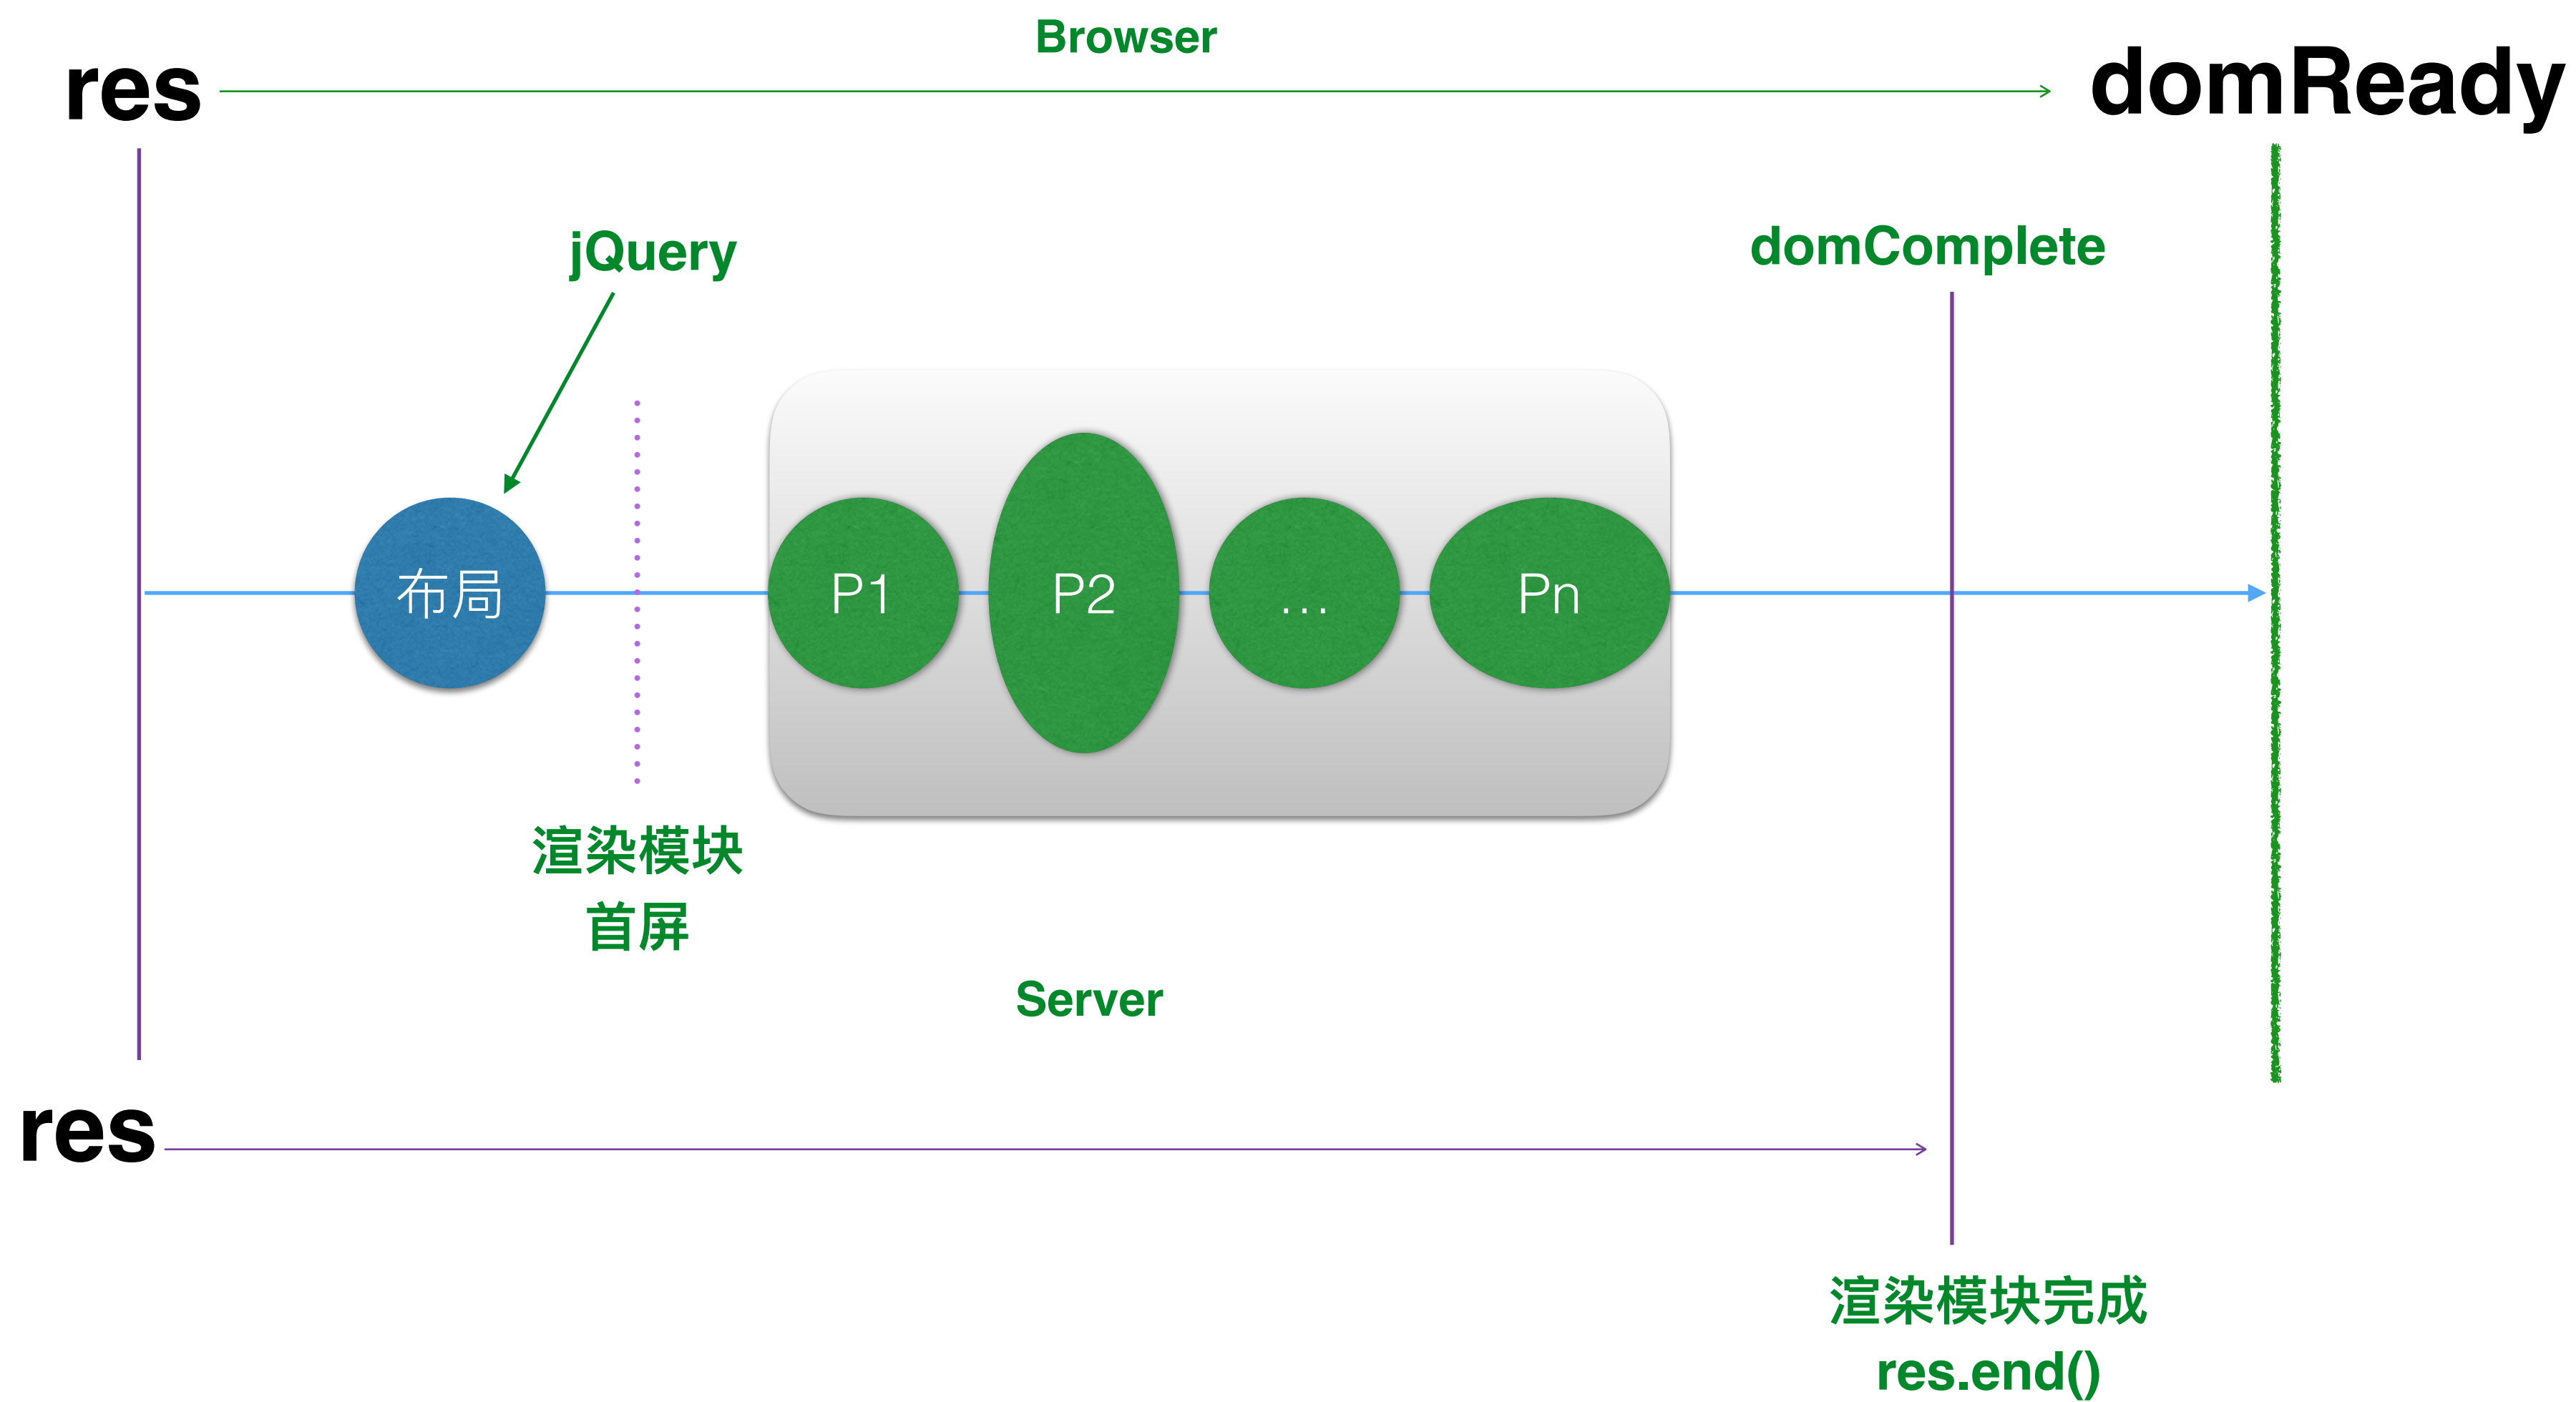 Browser
res
domReady
jQuery
domComplete
布局
P1
P2
...
Pn
渲染模块
首屏
Server
res
渲染模块完成
res.end()